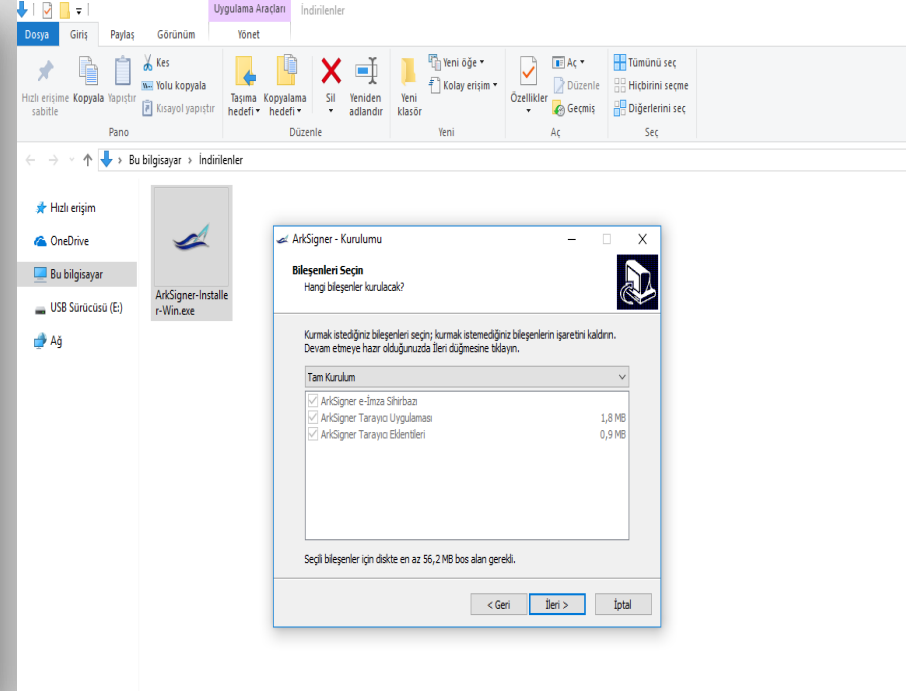 Uygulama Araçları İndirilenler
Dosya Giriş Paylaş Görünüm Yönet
Hızlı erişime sabitle
Kopyala
Yapıştır
Kes
Yolu kopyala
Kısayol yapıştır
Pano
Taşıma hedefi
Kopyalama hedefi
Sil
Yeniden adlandır
Düzenle
Yeni klasör
Yeni öğe
Kolay erişim
Yeni
Özellikler
Aç
Düzenle
Geçmiş
Aç
Tümünü seç
Hiçbirini seçme
Diğerlerini seç
Seç
Bu bilgisayar > İndirilenler
Hızlı erişim
OneDrive
Bu bilgisayar
USB Sürücüsü (E:)
Ağ
ArkSigner-Installe
r-Win.exe
ArkSigner - Kurulumu
Bileşenleri Seçin
Hangi bileşenler kurulacak?
Kurmak istediğiniz bileşenleri seçin; kurmak istemediğiniz bileşenlerin işaretini kaldırın.
Devam etmeye hazır olduğunuzda İleri düğmesine tıklayın.
Tam Kurulum
ArkSigner e-İmza Sihirbazı
ArkSigner Tarayıcı Uygulaması 1,8 MB
ArkSigner Tarayıcı Eklentileri 0,9 MB
Seçili bileşenler için diskte en az 56,2 MB bos alan gerekli.
< Geri İleri > İptal